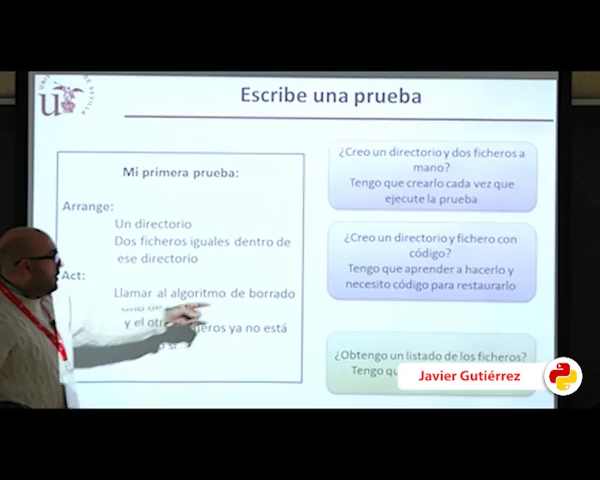 Escribe una prueba
Mi primera prueba:
Arrange:
Un directorio
Dos ficheros iguales dentro de
ese directorio
Act:
Llamar al algoritmo de borrado
y el
ya no está
¿Creo un directorio y dos ficheros a
mano?
Tengo que crearlo cada vez que
ejecute la prueba
¿Creo un directorio y fichero con
código?
Tengo que aprender a hacerlo y
necesito código para restaurarlo
¿Obtengo un listado de los ficheros?
Tengo
Javier Gutiérrez